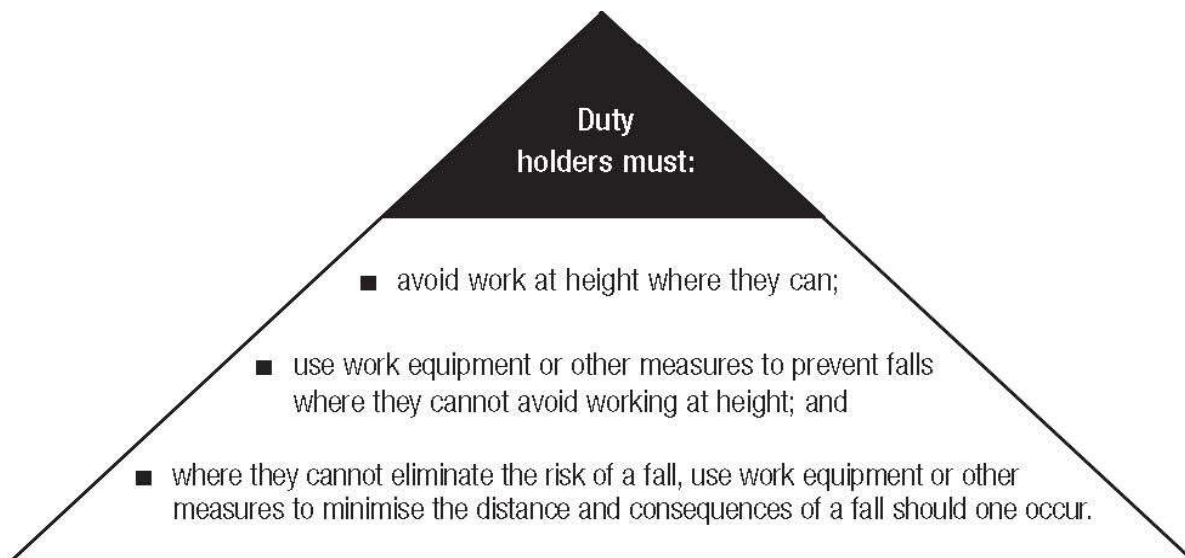 Duty
holders must:
■ avoid work at height where they can;
■ use work equipment or other measures to prevent falls
where they cannot avoid working at height; and
■ where they cannot eliminate the risk of a fall, use work equipment or other
measures to minimise the distance and consequences of a fall should one occur.